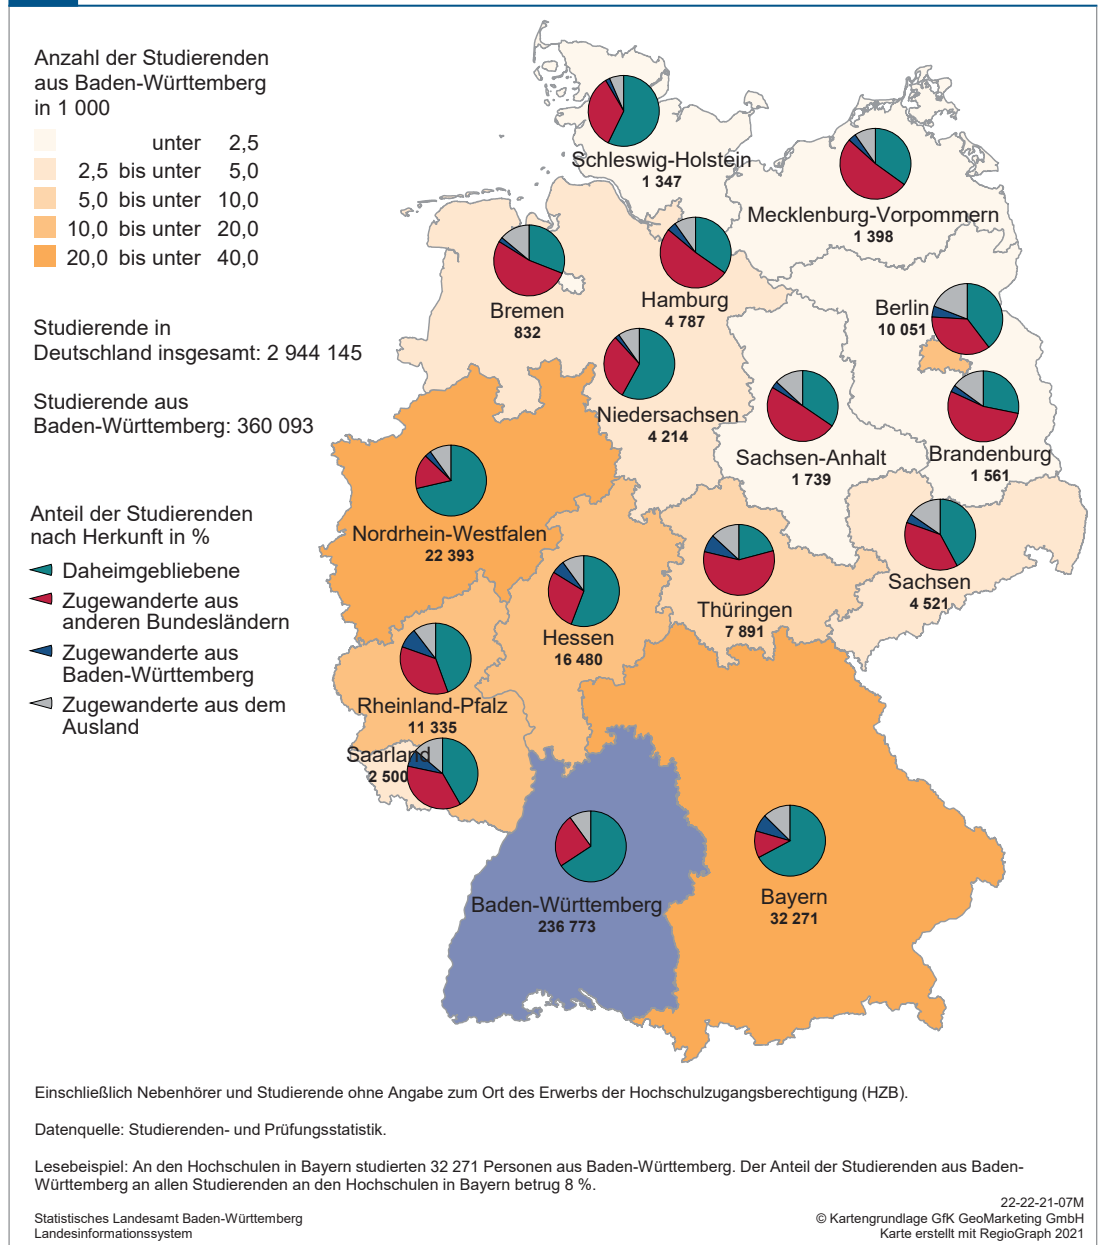 Anzahl der Studierenden
aus Baden-Württemberg
in 1 000
unter 2,5
2,5 bis unter 5,0
5,0 bis unter 10,0
10,0 bis unter 20,0
20,0 bis unter 40,0
Studierende in
Deutschland insgesamt: 2 944 145
Studierende aus
Baden-Württemberg: 360 093
Anteil der Studierenden
nach Herkunft in %
Daheimgebliebene
Zugewanderte aus
anderen Bundesländern
Zugewanderte aus
Baden-Württemberg
Zugewanderte aus dem
Ausland
Schleswig-Holstein
1 347
Mecklenburg-Vorpommern
1 398
Bremen
832
Hamburg
4 787
Berlin
10 051
Niedersachsen
4 214
Sachsen-Anhalt
1 739
Brandenburg
1 561
Nordrhein-Westfalen
22 393
Hessen
16 480
Thüringen
7 891
Sachsen
4 521
Rheinland-Pfalz
11 335
Saarland
2 500
Baden-Württemberg
236 773
Bayern
32 271
Einschließlich Nebenhörer und Studierende ohne Angabe zum Ort des Erwerbs der Hochschulzugangsberechtigung (HZB).
Datenquelle: Studierenden- und Prüfungsstatistik.
Lesebeispiel: An den Hochschulen in Bayern studierten 32 271 Personen aus Baden-Württemberg. Der Anteil der Studierenden aus Baden-
Württemberg an allen Studierenden an den Hochschulen in Bayern betrug 8 %.
22-22-21-07M
Statistisches Landesamt Baden-Württemberg
Landesinformationssystem
© Kartengrundlage GfK GeoMarketing GmbH
Karte erstellt mit RegioGraph 2021